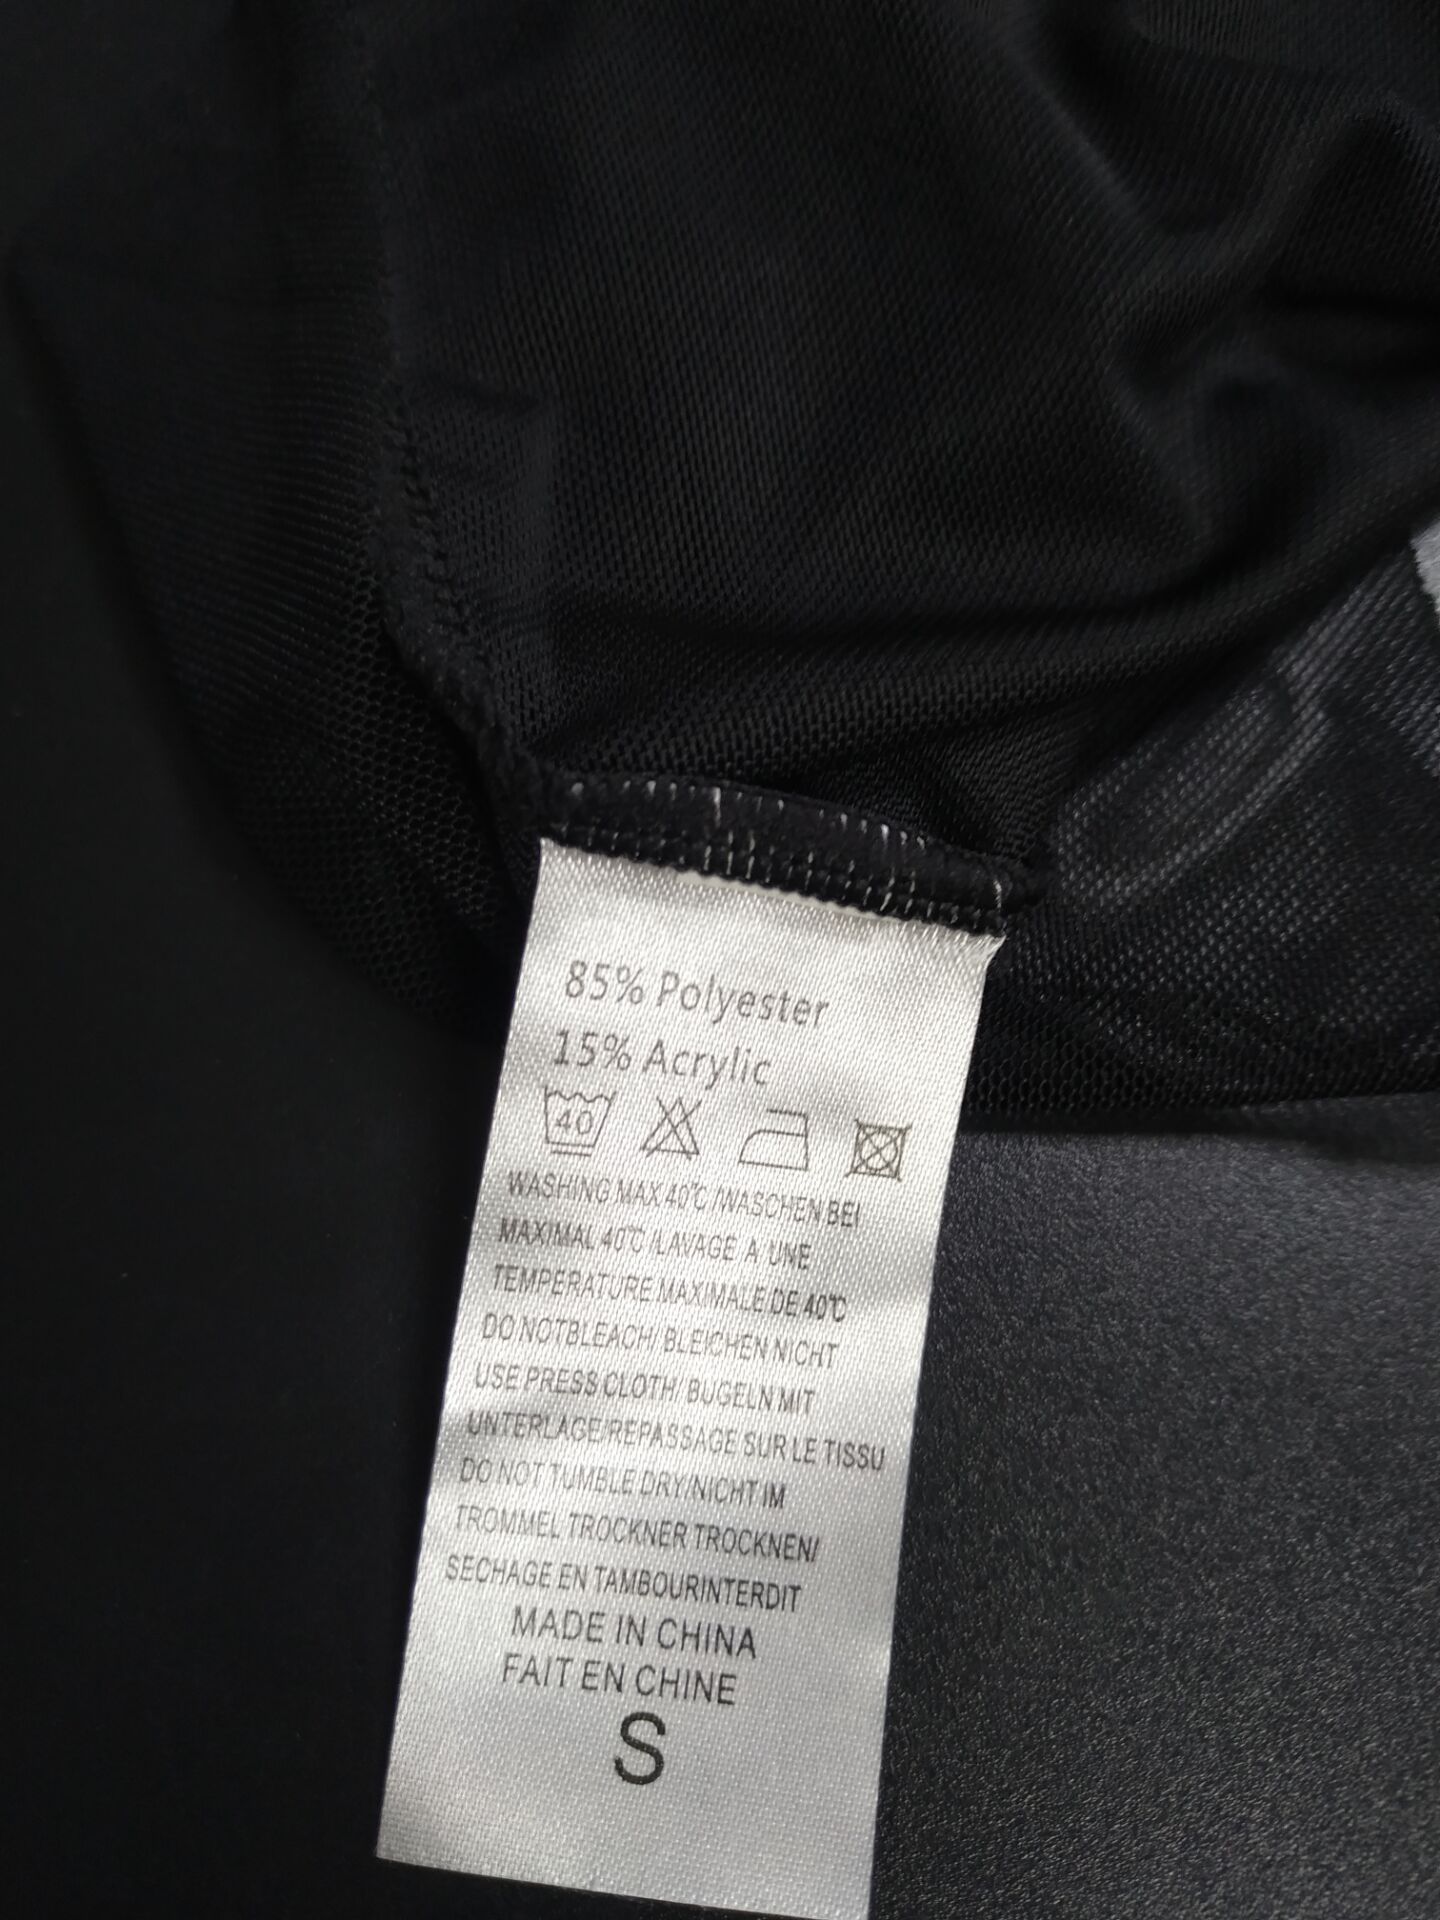 85% Polyester
15% Acrylic
40
WASHING MAX 40℃/WASCHEN BEI
MAXIMAL 40℃/LAVAGE A UNE
TEMPERATURE MAXIMALE DE 40℃
DO NOTBLEACH/ BLEICHEN NICHT
USE PRESS CLOTH/ BUGELN MIT
UNTERLAGE/REPASSAGE SUR LE TISSU
DO NOT TUMBLE DRY/NICHT IM
TROMMEL TROCKNER TROCKNEN/
SECHAGE EN TAMBOURINTERDIT
MADE IN CHINA
FAIT EN CHINE
S